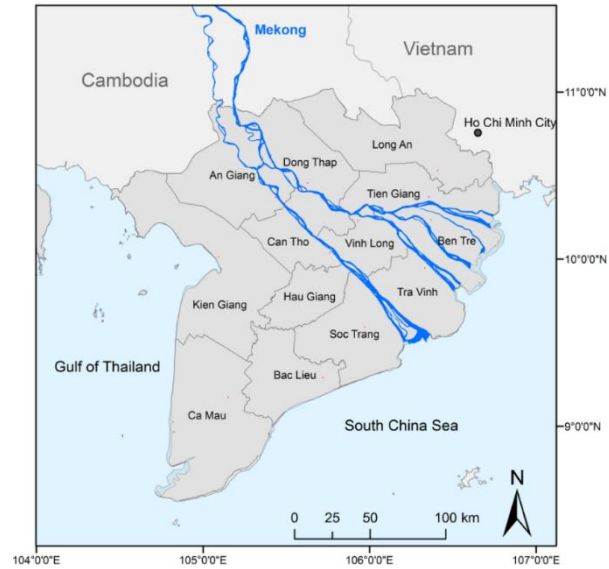 Mekong
Vietnam
Cambodia
11°0'0"N
Ho Chi Minh City
Long An
Dong Thap
An Giang
Tien Giang
Ben Tre
Can Tho
Vinh Long
10°0'0"N
Tra Vinh
Hau Giang
Kien Giang
Soc Trang
Gulf of Thailand
Bac Lieu
Ca Mau
South China Sea
9°0'0"N
N
0 25 50 100 km
104°0'0"E 105°0'0"E 106°0'0"E 107°0'0"E